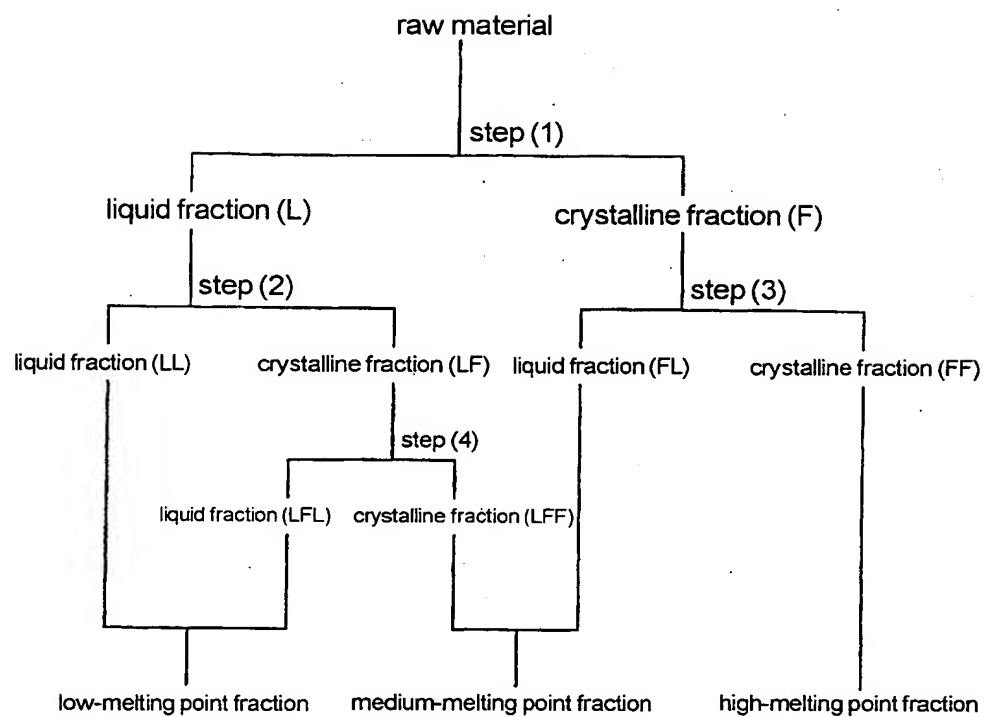 raw material
step (1)
liquid fraction (L)
crystalline fraction (F)
step (2)
step (3)
liquid fraction (LL)
crystalline fraction (LF)
liquid fraction (FL)
crystalline fraction (FF)
step (4)
liquid fraction (LFL)
crystalline fraction (LFF)
low-melting point fraction
medium-melting point fraction
high-melting point fraction